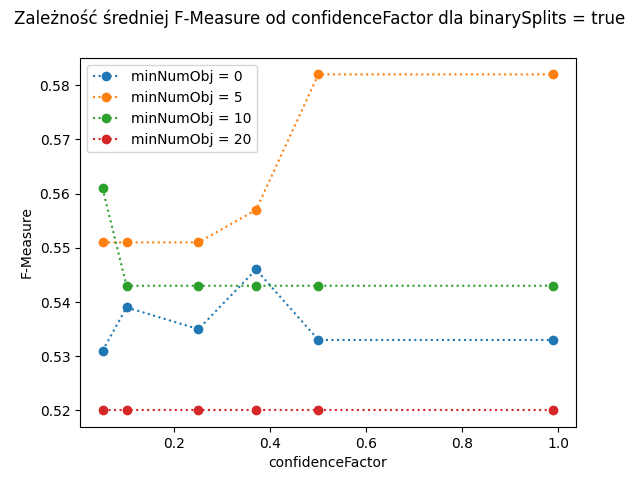 Zależność średniej F-Measure od confidenceFactor dla binarySplits = true
minNumObj = 0
minNumObj = 5
minNumObj = 10
minNumObj = 20
0.58
0.57
0.56
0.55
0.54
0.53
0.52
F-Measure
0.2 0.4 0.6 0.8 1.0
confidenceFactor